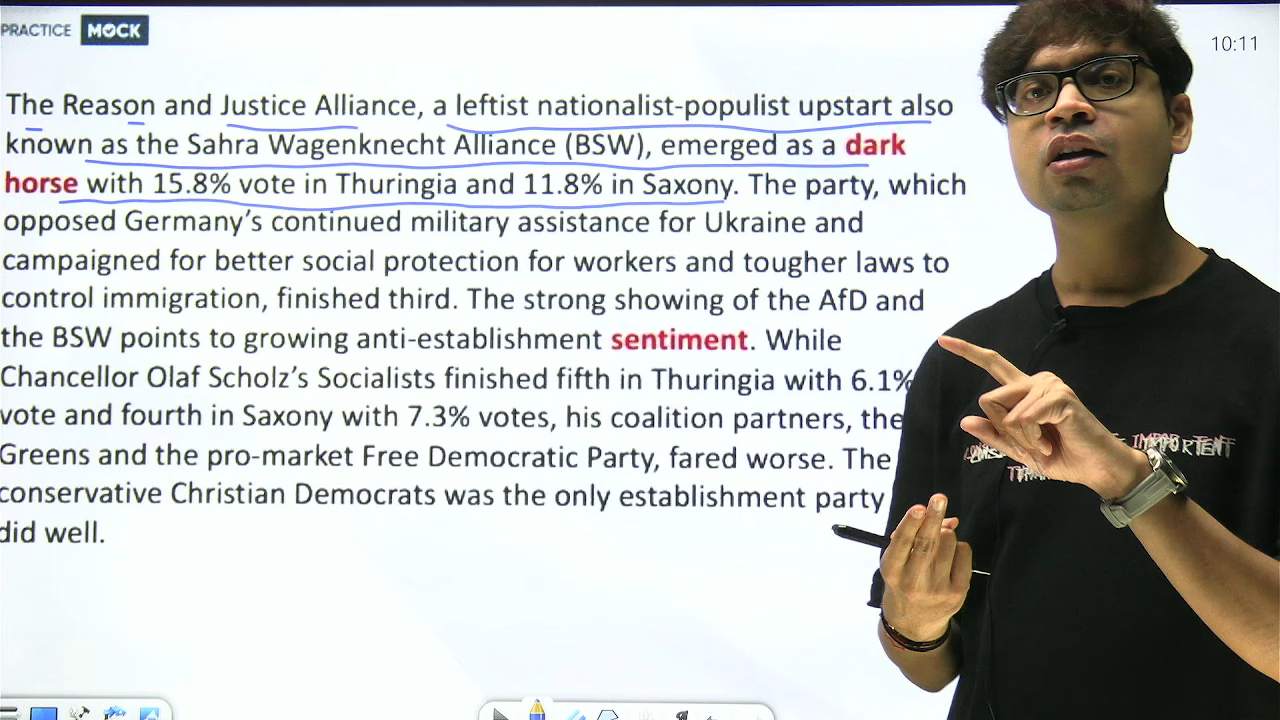 PRACTICE MOCK
10:11
The Reason and Justice Alliance, a leftist nationalist-populist upstart also
known as the Sahra Wagenknecht Alliance (BSW), emerged as a dark
horse with 15.8% vote in Thuringia and 11.8% in Saxony. The party, which
opposed Germany’s continued military assistance for Ukraine and
campaigned for better social protection for workers and tougher laws to
control immigration, finished third. The strong showing of the AfD and
the BSW points to growing anti-establishment sentiment. While
Chancellor Olaf Scholz’s Socialists finished fifth in Thuringia with 6.1%
vote and fourth in Saxony with 7.3% votes, his coalition partners, the
Greens and the pro-market Free Democratic Party, fared worse. The
conservative Christian Democrats was the only establishment party
did well.